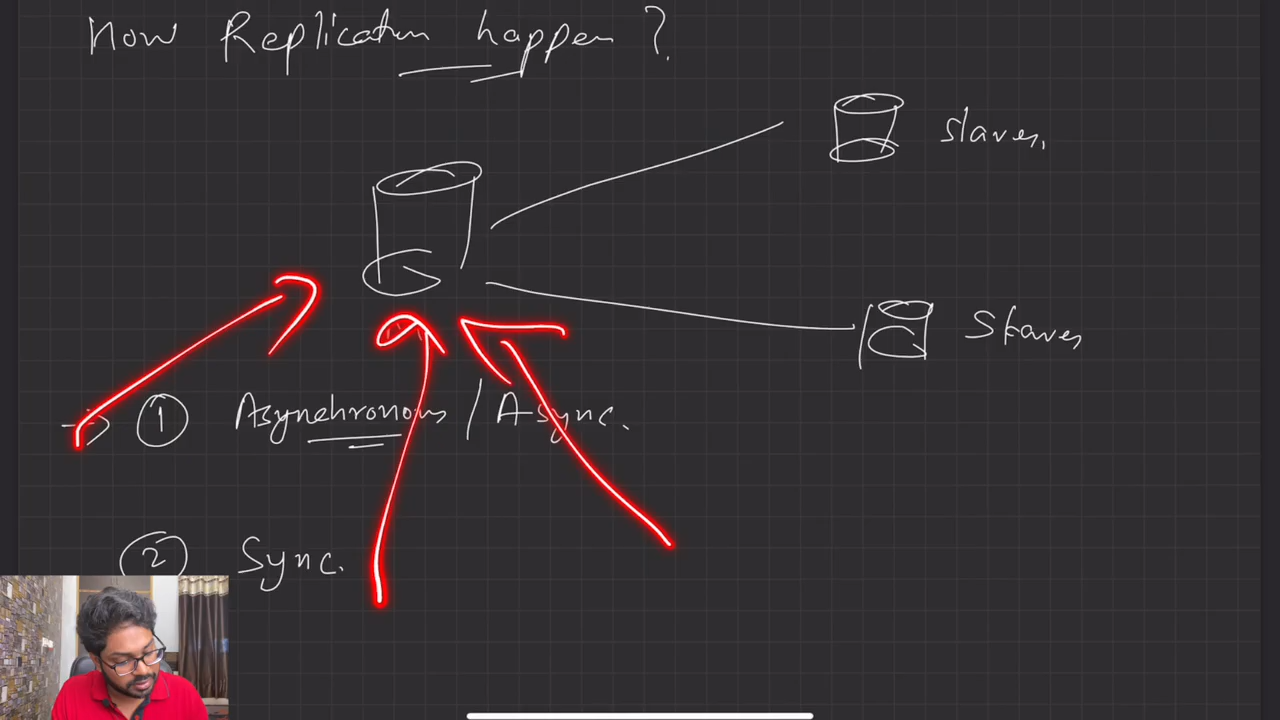 How Replication happen ?
Slaves,
Slaves
→ ① Asynchronous / Async.
② Sync.